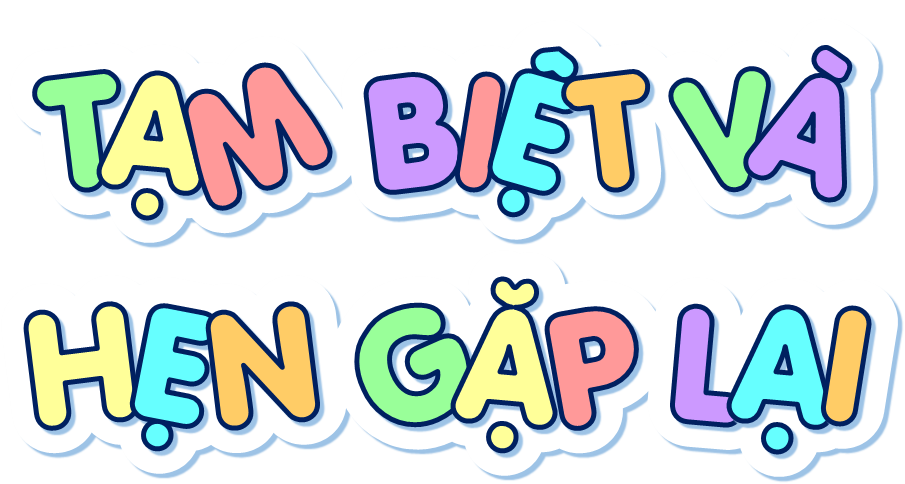 TẠM BIỆT VÀ
HẸN GẶP LẠI